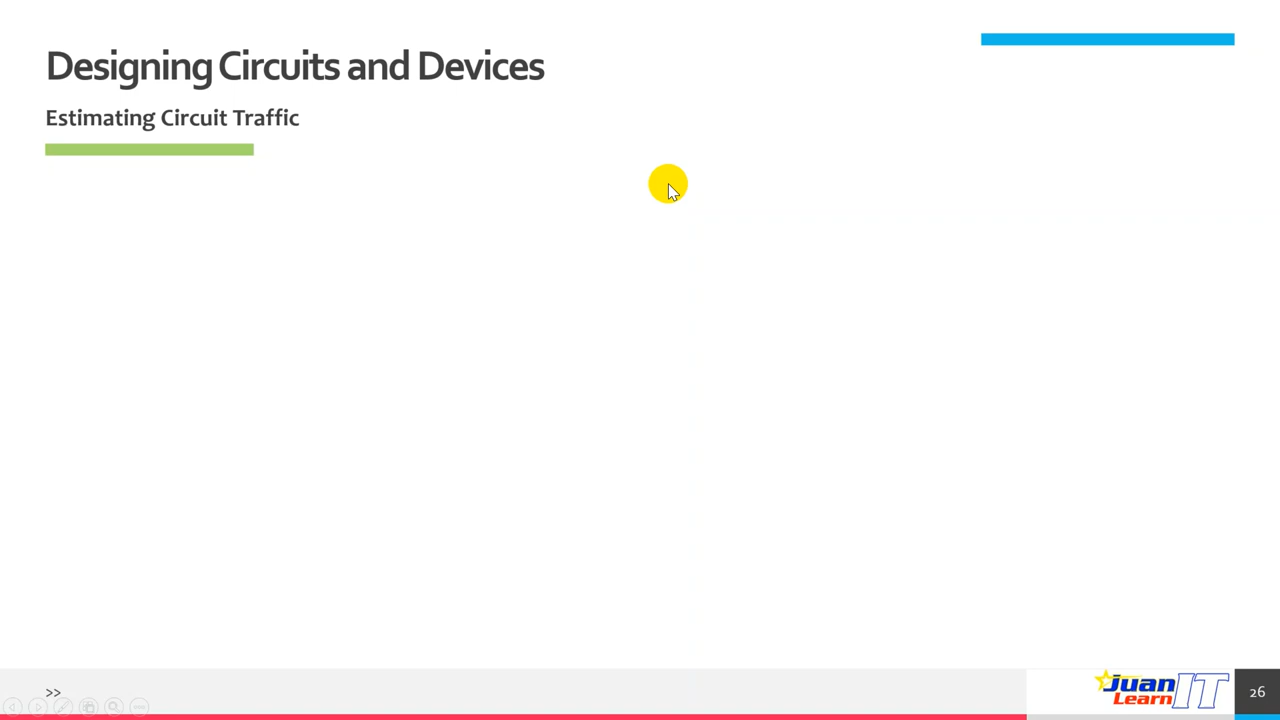 Designing Circuits and Devices
Estimating Circuit Traffic
>>
Juan
Learn
IT
26